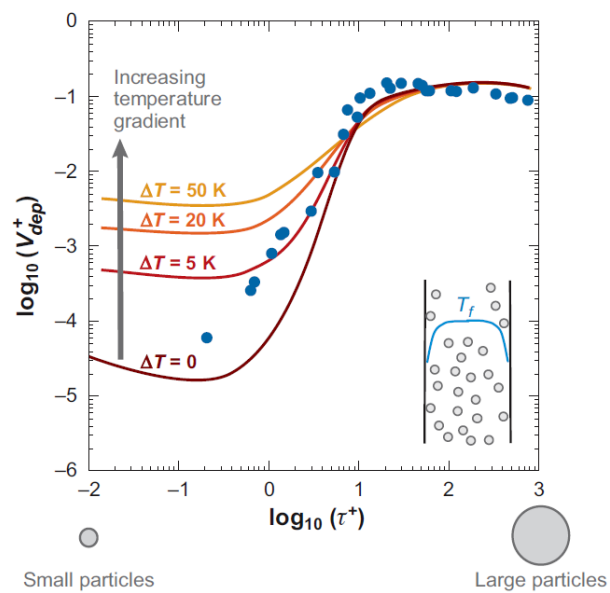 0
–1
–2
–3
–4
–5
–6
log₁₀ (V⁺dep)
Increasing
temperature
gradient
ΔT = 50 K
ΔT = 20 K
ΔT = 5 K
ΔT = 0
T_f
–2
–1
0
1
2
3
log₁₀ (τ⁺)
Small particles
Large particles